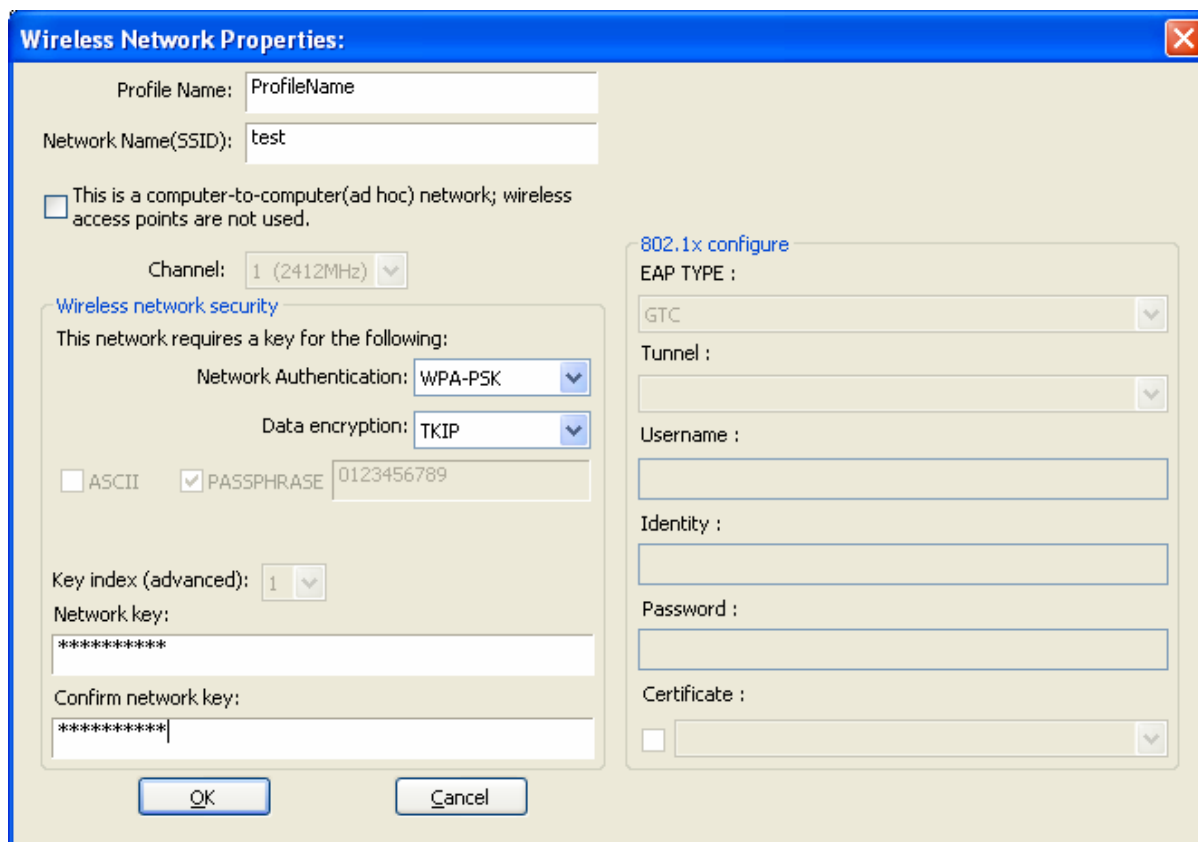 Wireless Network Properties:
Profile Name: ProfileName
Network Name(SSID): test
This is a computer-to-computer(ad hoc) network; wireless
access points are not used.
Channel: 1 (2412MHz)
Wireless network security
This network requires a key for the following:
Network Authentication: WPA-PSK
Data encryption: TKIP
ASCII PASSPHRASE 0123456789
Key index (advanced): 1
Network key:
**********
Confirm network key:
**********
OK Cancel
802.1x configure
EAP TYPE :
GTC
Tunnel :
Username :
Identity :
Password :
Certificate :